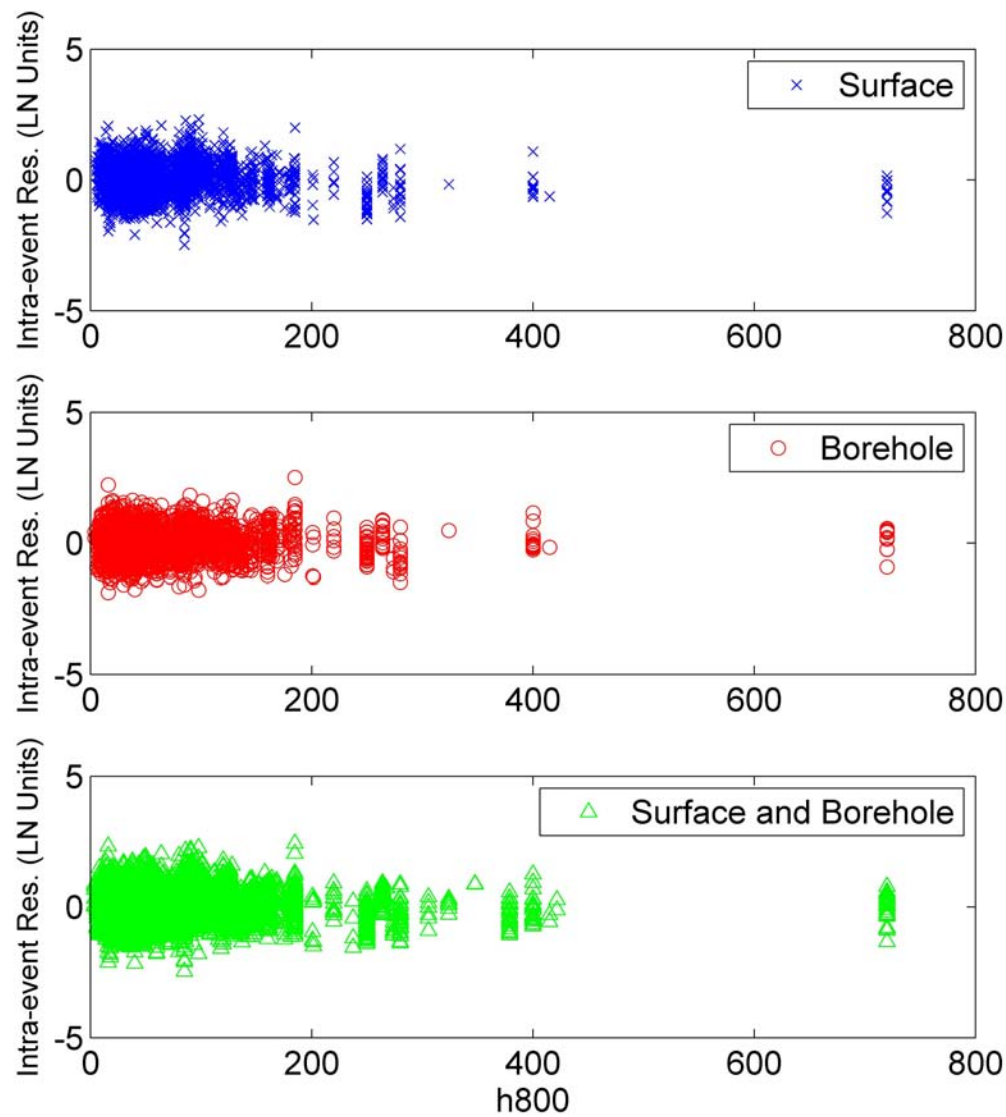 Intra-event Res. (LN Units)
5
0
-5
Surface
0 200 400 600 800
Intra-event Res. (LN Units)
5
0
-5
Borehole
0 200 400 600 800
Intra-event Res. (LN Units)
5
0
-5
Surface and Borehole
0 200 400 600 800
h800